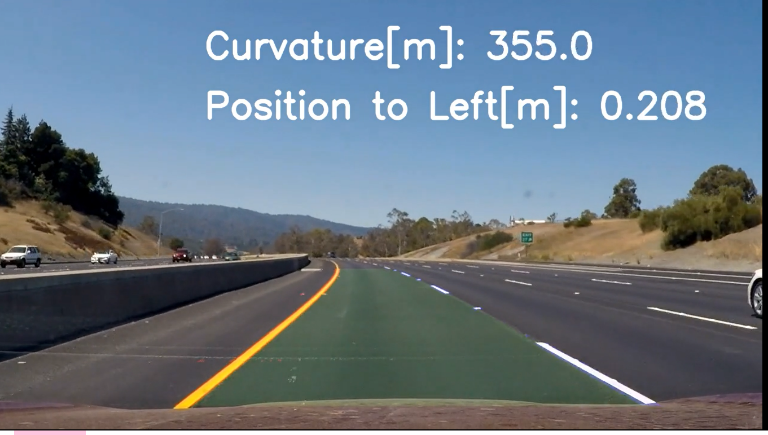 Curvature[m]: 355.0
Position to Left[m]: 0.208